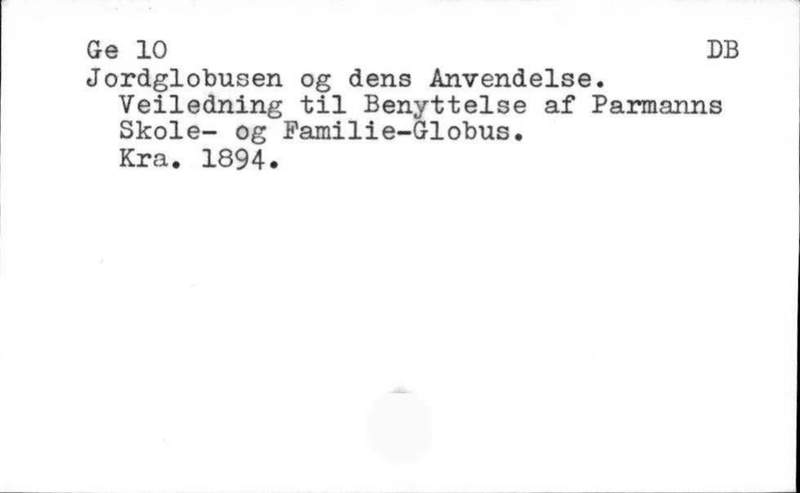 Ge 10 DB
Jordglobusen og dens Anvendelse.
Veiledning til Benyttelse af Parmanns
Skole- og Familie-Globus.
Kra. 1894.